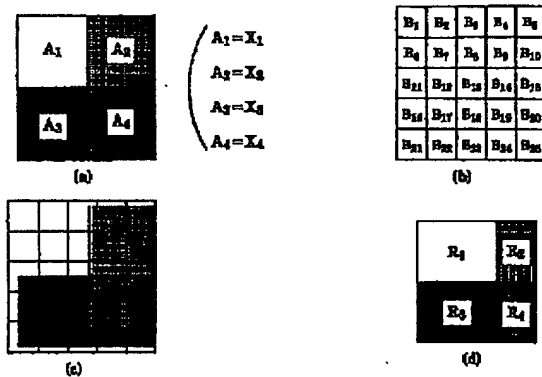 A₁ A₂
A₃ A₄
(a)
A₁=X₁
A₂=X₂
A₃=X₃
A₄=X₄
B₁ B₂ B₃ B₄ B₅
B₆ B₇ B₈ B₉ B₁₀
B₁₁ B₁₂ B₁₃ B₁₄ B₁₅
B₁₆ B₁₇ B₁₈ B₁₉ B₂₀
B₂₁ B₂₂ B₂₃ B₂₄ B₂₅
(b)
(c)
R₁ R₂
R₃ R₄
(d)